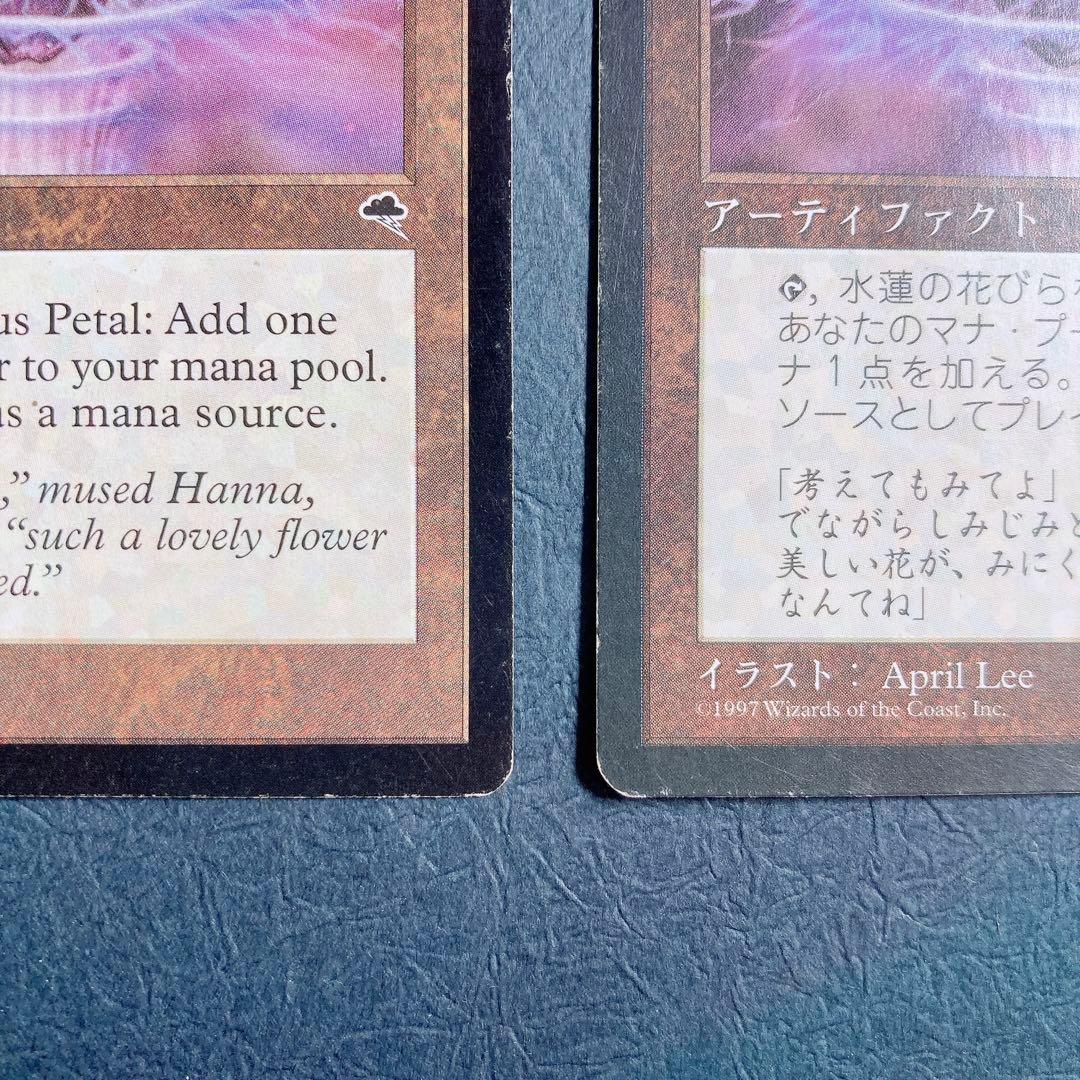 us Petal: Add one
r to your mana pool.
as a mana source.
,” mused Hanna,
“such a lovely flower
ed.”
アーティファクト
, 水蓮の花びら
あなたのマナ・プー
ナ1点を加える。
ソースとしてプレイ
「考えてもみてよ」
でながらしみじみと
美しい花が、みにく
なんてね」
イラスト： April Lee
©1997 Wizards of the Coast, Inc.